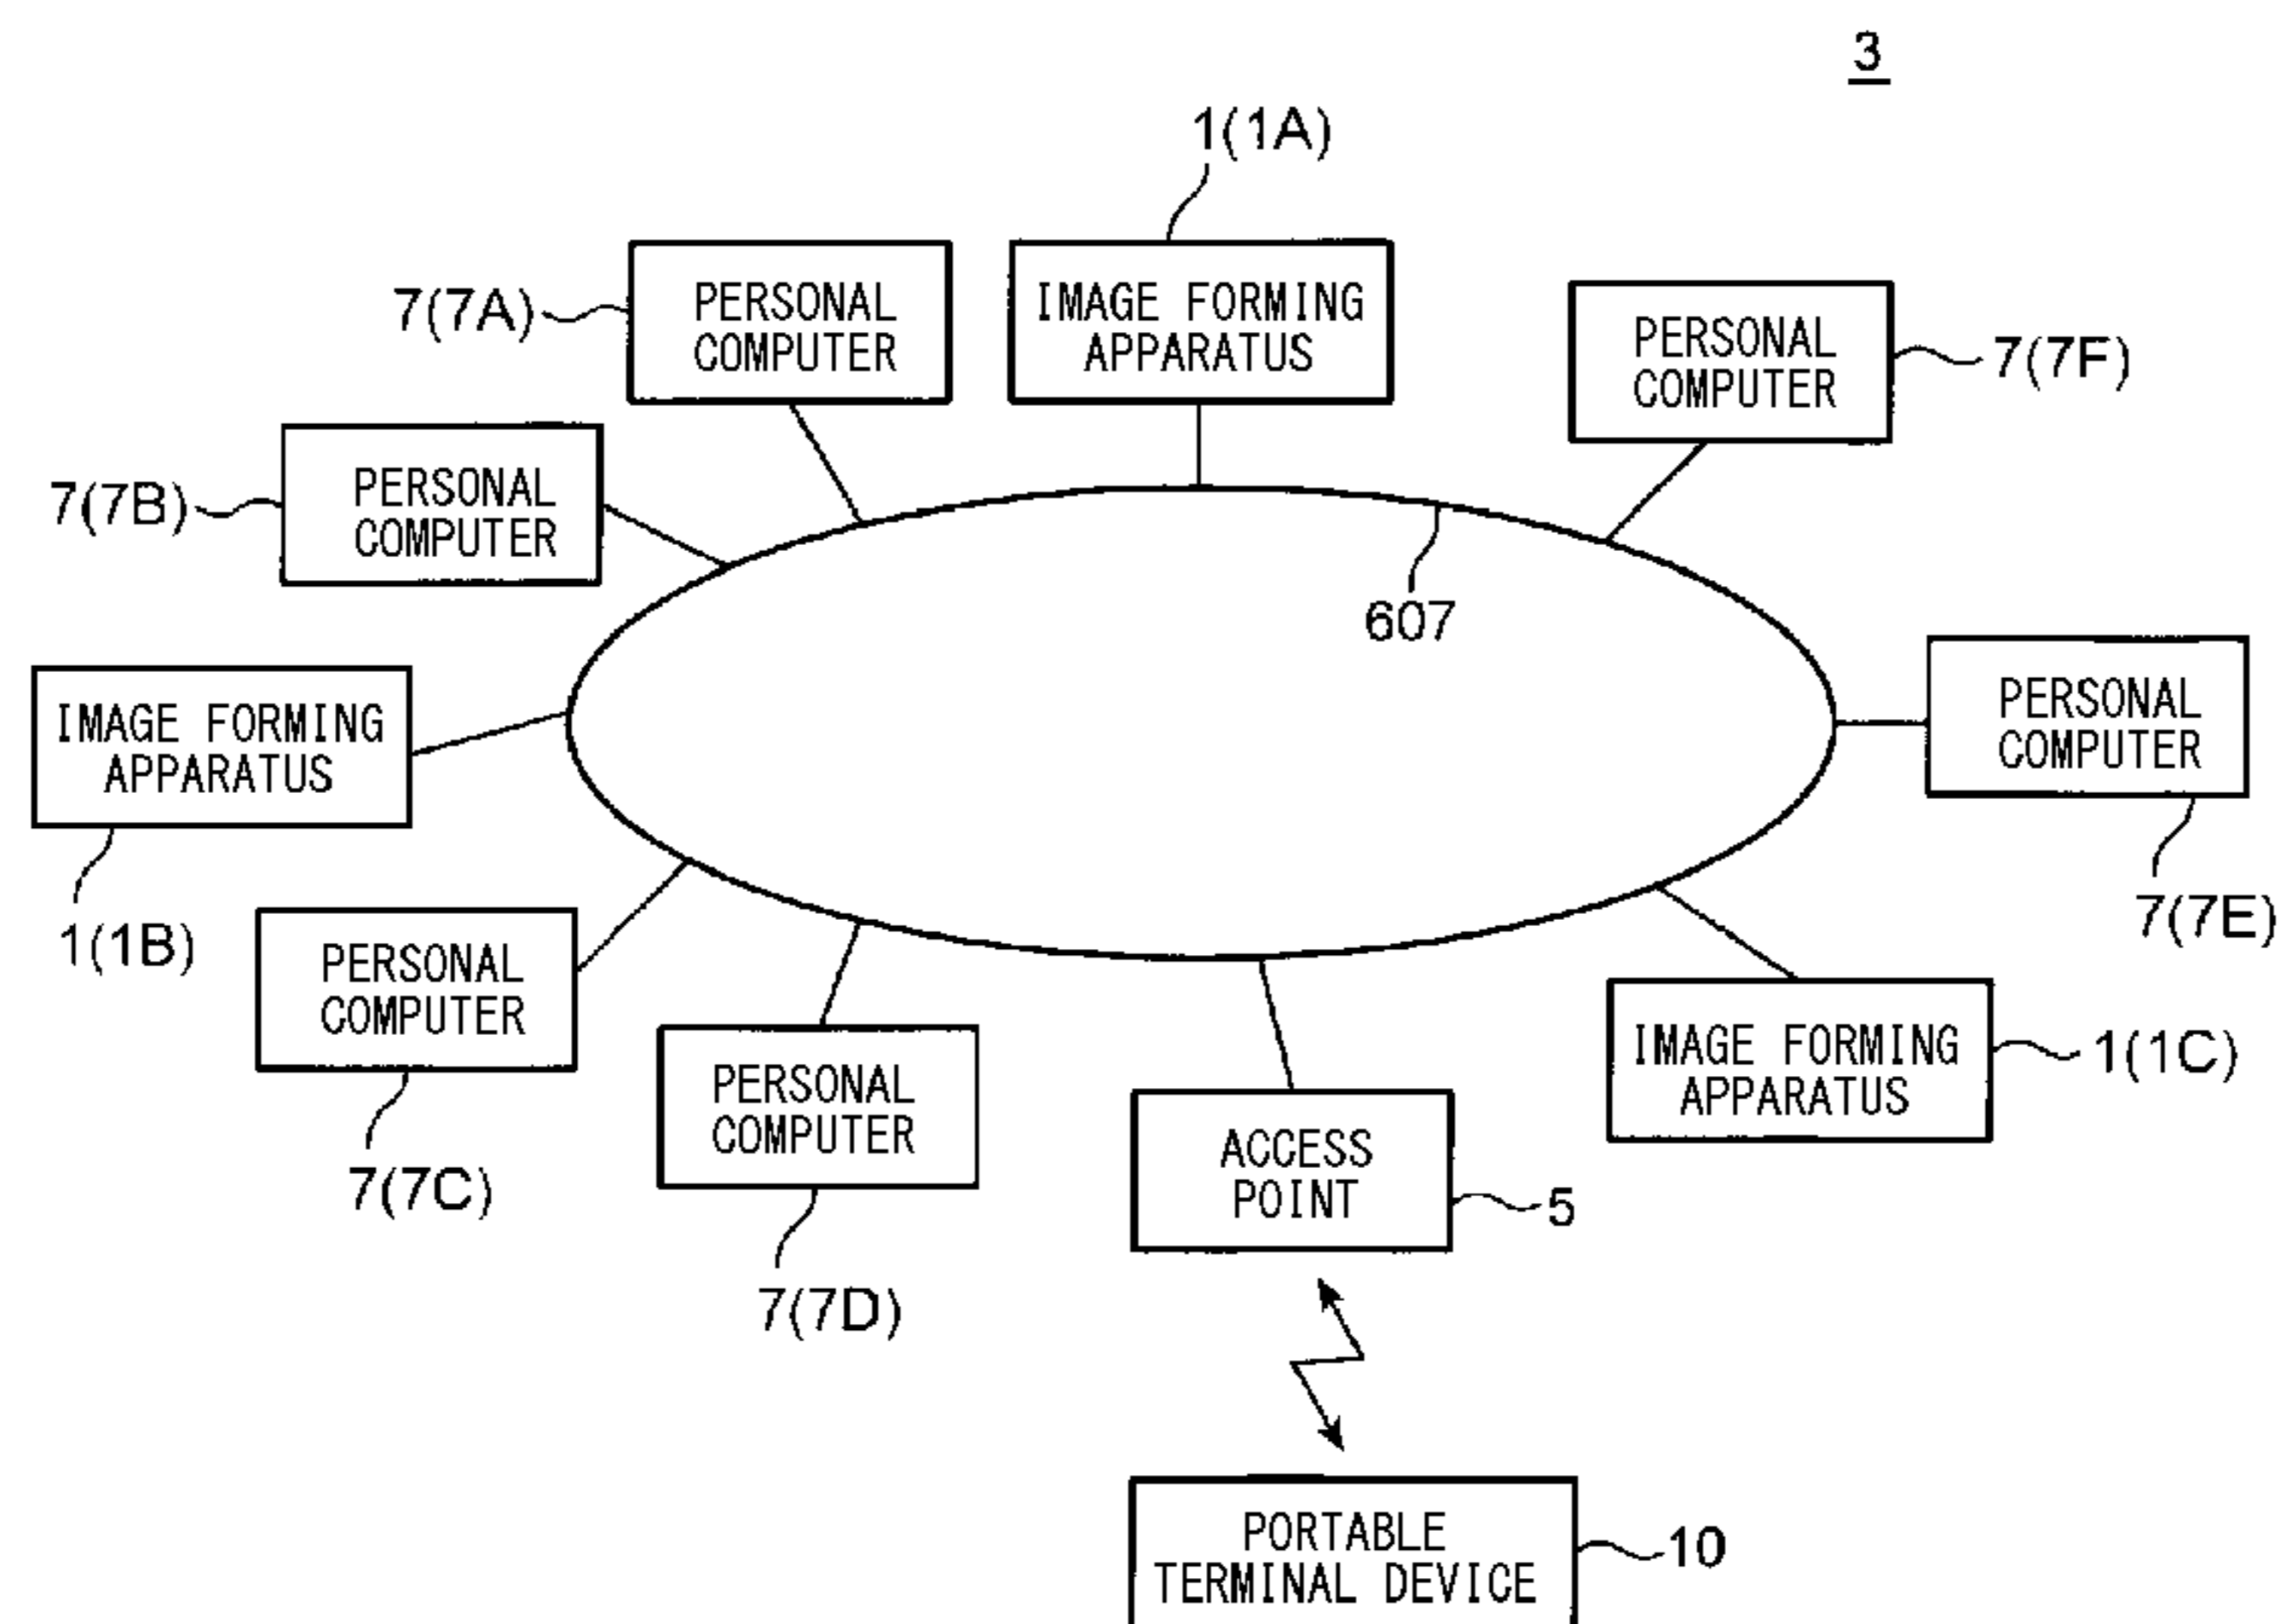 3
1(1A)
7(7A)
PERSONAL
COMPUTER
IMAGE FORMING
APPARATUS
PERSONAL
COMPUTER
7(7F)
7(7B)
PERSONAL
COMPUTER
607
IMAGE FORMING
APPARATUS
PERSONAL
COMPUTER
1(1B)
7(7E)
PERSONAL
COMPUTER
7(7C)
PERSONAL
COMPUTER
7(7D)
IMAGE FORMING
APPARATUS
1(1C)
ACCESS
POINT
5
PORTABLE
TERMINAL DEVICE
10